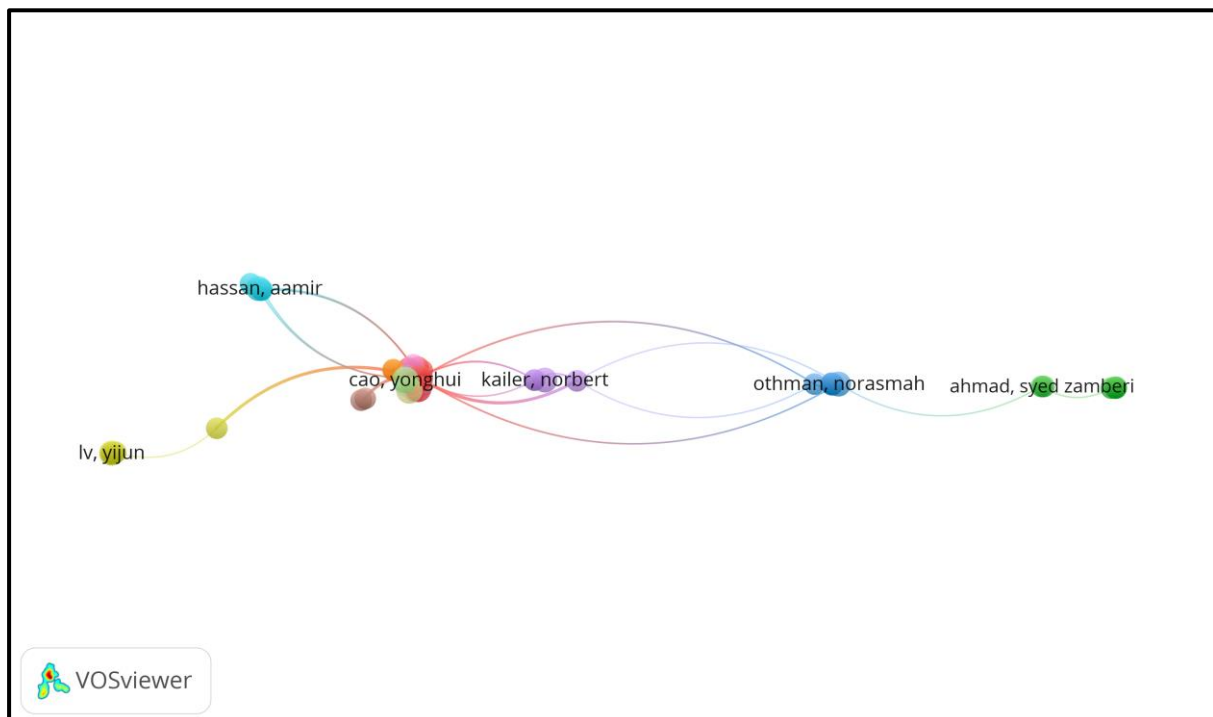 hassan, aamir
cao, yonghui
kailer, norbert
othman, norasmah
ahmad, syed zamberi
lv, yijun
VOSviewer